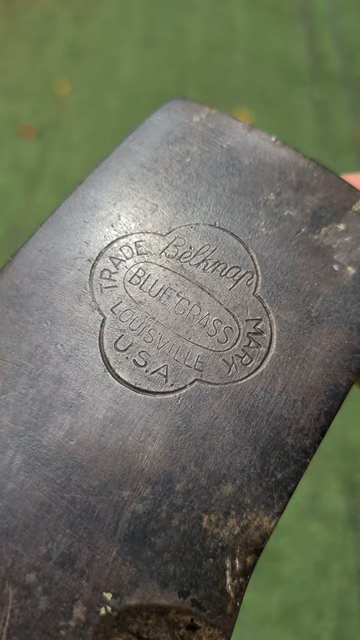 Belknap
TRADE MARK
BLUE GRASS
LOUISVILLE
U.S.A.